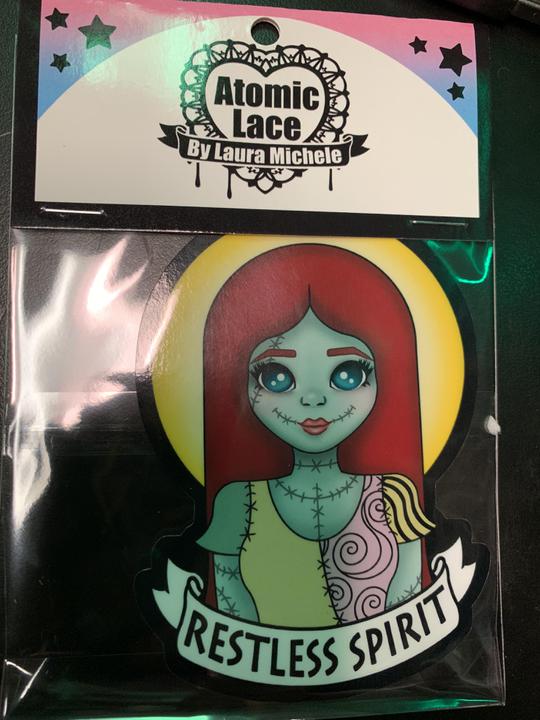 Atomic
Lace
By Laura Michele
RESTLESS SPIRIT